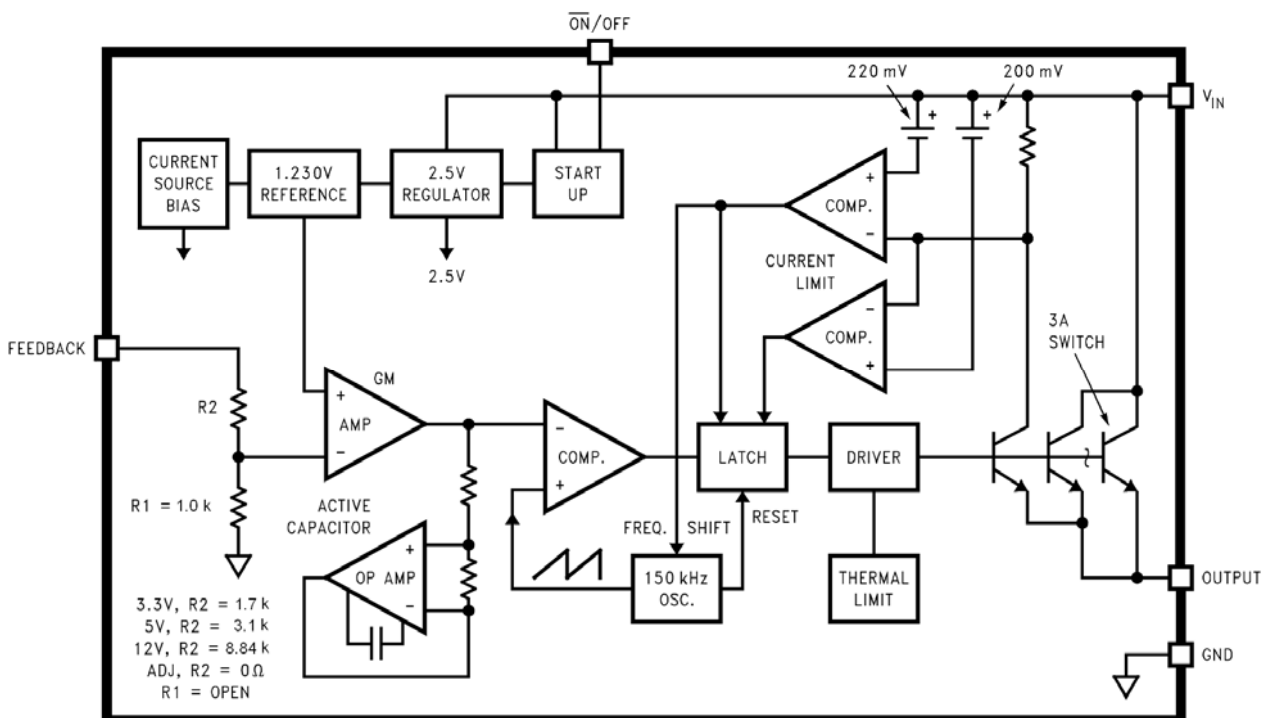 O̅N̅/OFF
220 mV
200 mV
+
+
V_IN
CURRENT
SOURCE
BIAS
1.230V
REFERENCE
2.5V
REGULATOR
START
UP
2.5V
+
COMP.
−
CURRENT
LIMIT
−
COMP.
+
3A
SWITCH
FEEDBACK
R2
R1 = 1.0 k
GM
+
AMP
−
−
COMP.
+
LATCH
DRIVER
ACTIVE
CAPACITOR
+
OP AMP
−
FREQ. SHIFT
RESET
150 kHz
OSC.
THERMAL
LIMIT
OUTPUT
GND
3.3V, R2 = 1.7 k
5V, R2 = 3.1 k
12V, R2 = 8.84 k
ADJ, R2 = 0Ω
R1 = OPEN